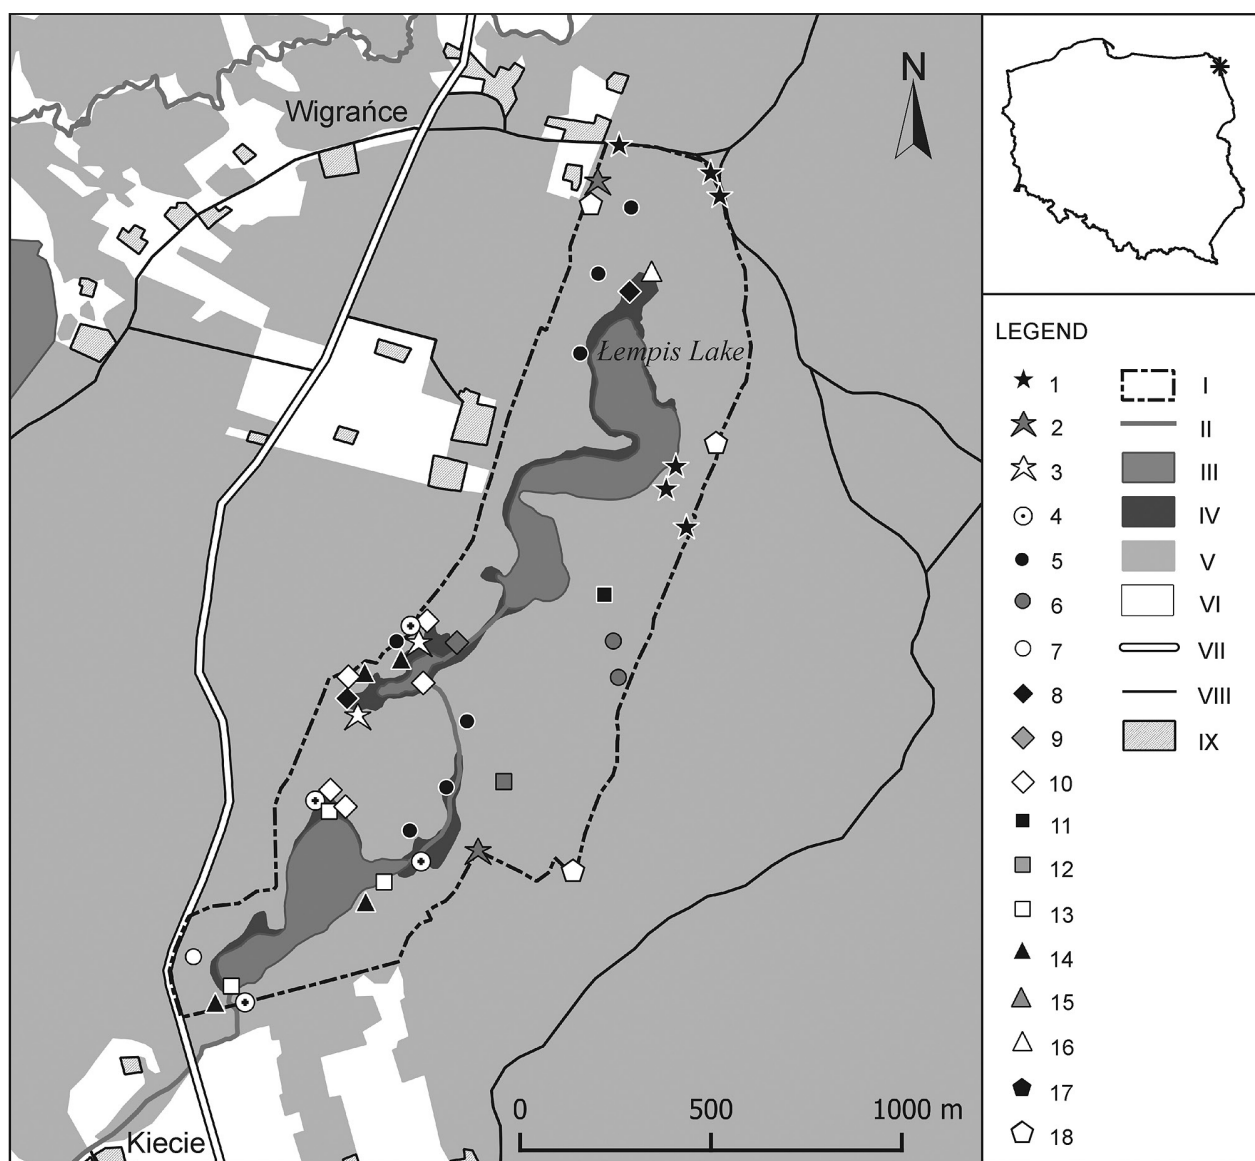 Wigrańce
N
Łempis Lake
Kiecie
0 500 1000 m
LEGEND
1 I
2 II
3 III
4 IV
5 V
6 VI
7 VII
8 VIII
9 IX
10
11
12
13
14
15
16
17
18